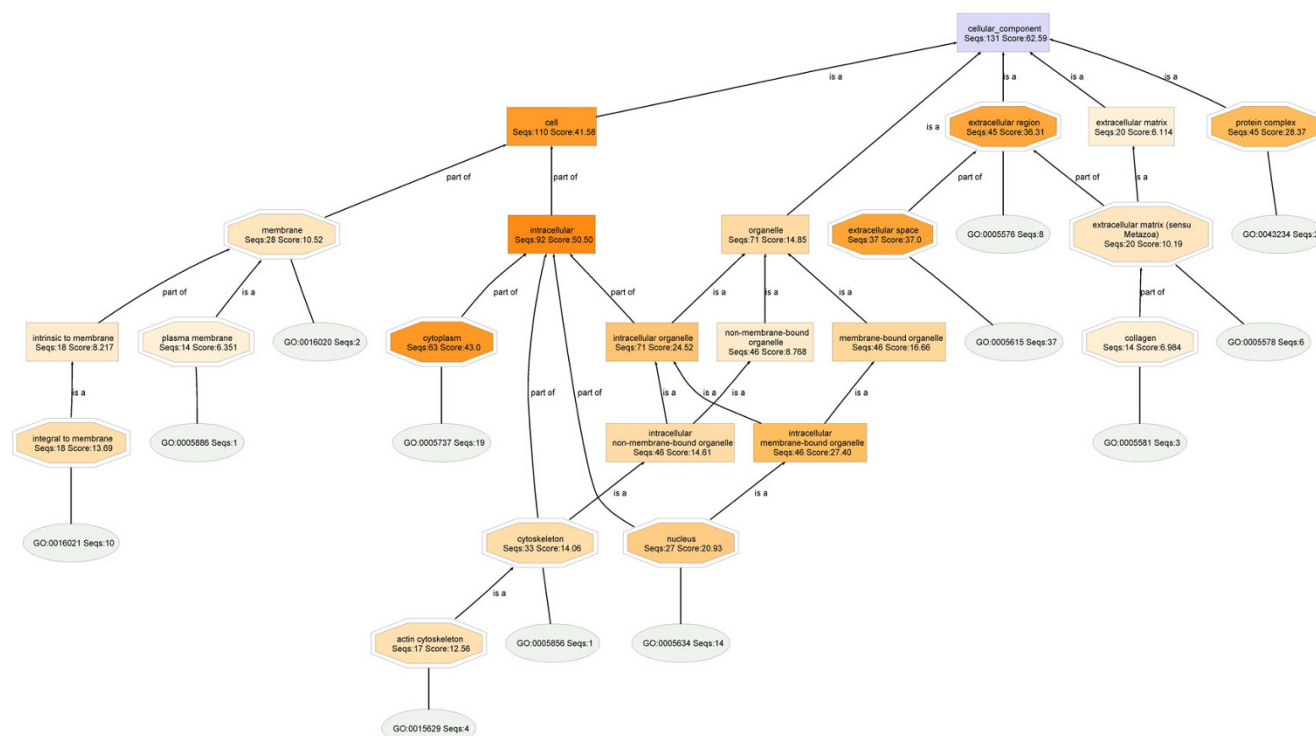 cellular_component
Seqs:131 Score:62.59
is a
is a
is a
is a
is a
cell
Seqs:110 Score:41.58
extracellular region
Seqs:45 Score:36.31
extracellular matrix
Seqs:20 Score:6.114
protein complex
Seqs:45 Score:28.37
part of
part of
part of
part of
is a
membrane
Seqs:28 Score:10.52
intracellular
Seqs:92 Score:50.50
organelle
Seqs:71 Score:14.85
extracellular space
Seqs:37 Score:37.0
GO:0005576 Seqs:8
extracellular matrix (sensu
Metazoa)
Seqs:20 Score:10.19
GO:0043234 Seqs:2
part of
is a
part of
part of
is a
is a
is a
part of
intrinsic to membrane
Seqs:18 Score:8.217
plasma membrane
Seqs:14 Score:6.351
GO:0016020 Seqs:2
cytoplasm
Seqs:63 Score:43.0
intracellular organelle
Seqs:71 Score:24.52
non-membrane-bound
organelle
Seqs:46 Score:8.768
membrane-bound organelle
Seqs:46 Score:16.66
GO:0005615 Seqs:37
collagen
Seqs:14 Score:6.984
GO:0005578 Seqs:6
is a
part of
part of
is a
is a
is a
is a
integral to membrane
Seqs:18 Score:13.69
GO:0005886 Seqs:1
GO:0005737 Seqs:19
intracellular
non-membrane-bound organelle
Seqs:46 Score:14.61
intracellular
membrane-bound organelle
Seqs:46 Score:27.40
GO:0005581 Seqs:3
is a
is a
GO:0016021 Seqs:10
cytoskeleton
Seqs:33 Score:14.06
nucleus
Seqs:27 Score:20.93
is a
actin cytoskeleton
Seqs:17 Score:12.56
GO:0005856 Seqs:1
GO:0005634 Seqs:14
GO:0015629 Seqs:4